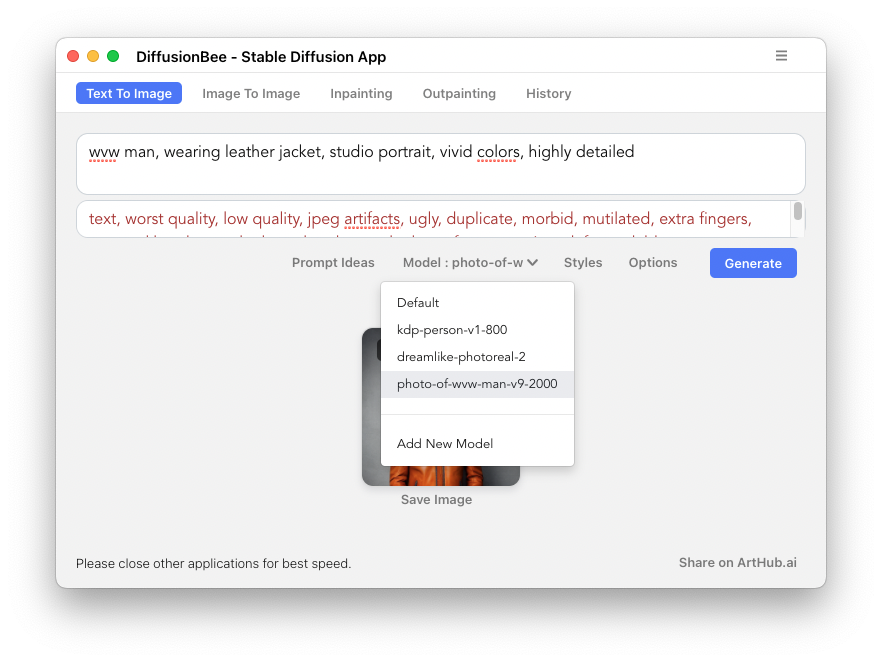 DiffusionBee - Stable Diffusion App
Text To Image
Image To Image
Inpainting
Outpainting
History
wvw man, wearing leather jacket, studio portrait, vivid colors, highly detailed
text, worst quality, low quality, jpeg artifacts, ugly, duplicate, morbid, mutilated, extra fingers,
Prompt Ideas
Model : photo-of-w
Styles
Options
Generate
Default
kdp-person-v1-800
dreamlike-photoreal-2
photo-of-wvw-man-v9-2000
Add New Model
Save Image
Please close other applications for best speed.
Share on ArtHub.ai